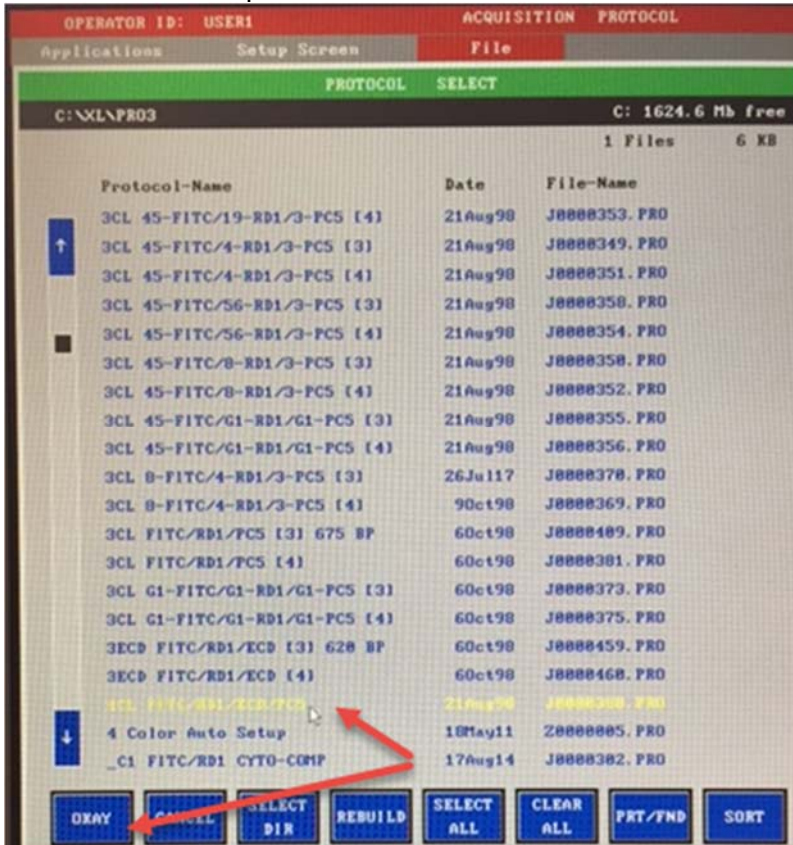 OPERATOR ID: USER1 ACQUISITION PROTOCOL
Applications Setup Screen File
PROTOCOL SELECT
C:\XL\PRO3 C: 1624.6 Mb free
1 Files 6 KB
Protocol-Name Date File-Name
3CL 45-FITC/19-RD1/3-PC5 [4] 21Aug98 J0000353.PRO
3CL 45-FITC/4-RD1/3-PC5 [3] 21Aug98 J0000349.PRO
3CL 45-FITC/4-RD1/3-PC5 [4] 21Aug98 J0000351.PRO
3CL 45-FITC/56-RD1/3-PC5 [3] 21Aug98 J0000358.PRO
3CL 45-FITC/56-RD1/3-PC5 [4] 21Aug98 J0000354.PRO
3CL 45-FITC/8-RD1/3-PC5 [3] 21Aug98 J0000350.PRO
3CL 45-FITC/8-RD1/3-PC5 [4] 21Aug98 J0000352.PRO
3CL 45-FITC/G1-RD1/G1-PC5 [3] 21Aug98 J0000355.PRO
3CL 45-FITC/G1-RD1/G1-PC5 [4] 21Aug98 J0000356.PRO
3CL 8-FITC/4-RD1/3-PC5 [3] 26Jul17 J0000370.PRO
3CL 8-FITC/4-RD1/3-PC5 [4] 9Oct98 J0000369.PRO
3CL FITC/RD1/PC5 [3] 675 BP 6Oct98 J0000409.PRO
3CL FITC/RD1/PC5 [4] 6Oct98 J0000381.PRO
3CL G1-FITC/G1-RD1/G1-PC5 [3] 6Oct98 J0000373.PRO
3CL G1-FITC/G1-RD1/G1-PC5 [4] 6Oct98 J0000375.PRO
3ECD FITC/RD1/ECD [3] 620 BP 6Oct98 J0000459.PRO
3ECD FITC/RD1/ECD [4] 6Oct98 J0000460.PRO
4CL FITC/RD1/ECD/PC5 21Aug98
4 Color Auto Setup 18May11 Z0000005.PRO
_C1 FITC/RD1 CYTO-COMP 17Aug14 J0000302.PRO
OKAY CANCEL SELECT DIR REBUILD SELECT ALL CLEAR ALL PRT/FND SORT